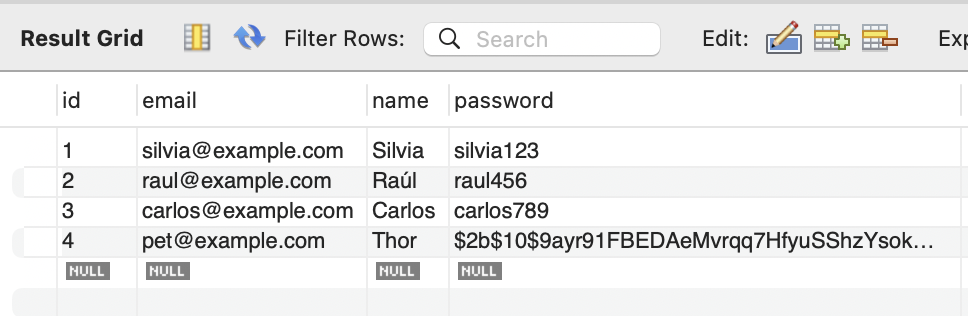 Result Grid Filter Rows: Search Edit: Exp
id email name password
1 silvia@example.com Silvia silvia123
2 raul@example.com Raúl raul456
3 carlos@example.com Carlos carlos789
4 pet@example.com Thor $2b$10$9ayr91FBEDAeMvrqq7HfyuSShzYsok...
NULL NULL NULL NULL